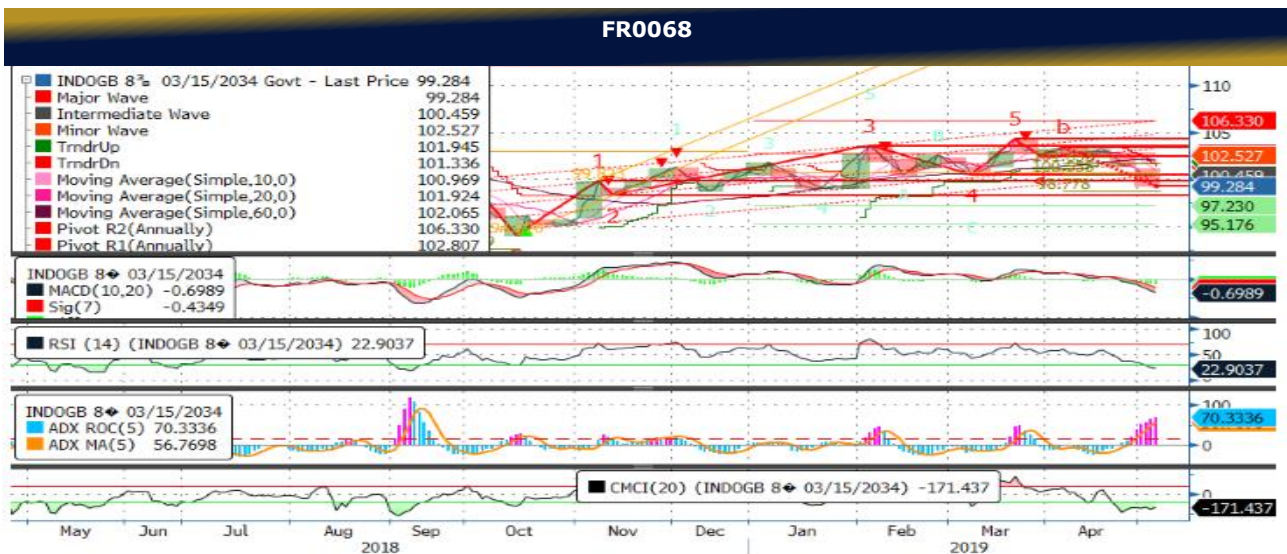 FR0068
INDOGB 8⅜ 03/15/2034 Govt - Last Price 99.284
Major Wave 99.284
Intermediate Wave 100.459
Minor Wave 102.527
TrndrUp 101.945
TrndrDn 101.336
Moving Average(Simple,10,0) 100.969
Moving Average(Simple,20,0) 101.924
Moving Average(Simple,60,0) 102.065
Pivot R2(Annually) 106.330
Pivot R1(Annually) 102.807
1
2
3
4
5
b
1
2
3
4
5
110
106.330
105
102.527
100.459
99.284
97.230
95.176
INDOGB 8� 03/15/2034
MACD(10,20) -0.6989
Sig(7) -0.4349
-0.6989
RSI (14) (INDOGB 8� 03/15/2034) 22.9037
100
50
22.9037
INDOGB 8� 03/15/2034
ADX ROC(5) 70.3336
ADX MA(5) 56.7698
100
70.3336
0
CMCI(20) (INDOGB 8� 03/15/2034) -171.437
0
-171.437
May Jun Jul Aug Sep Oct Nov Dec Jan Feb Mar Apr
2018 2019